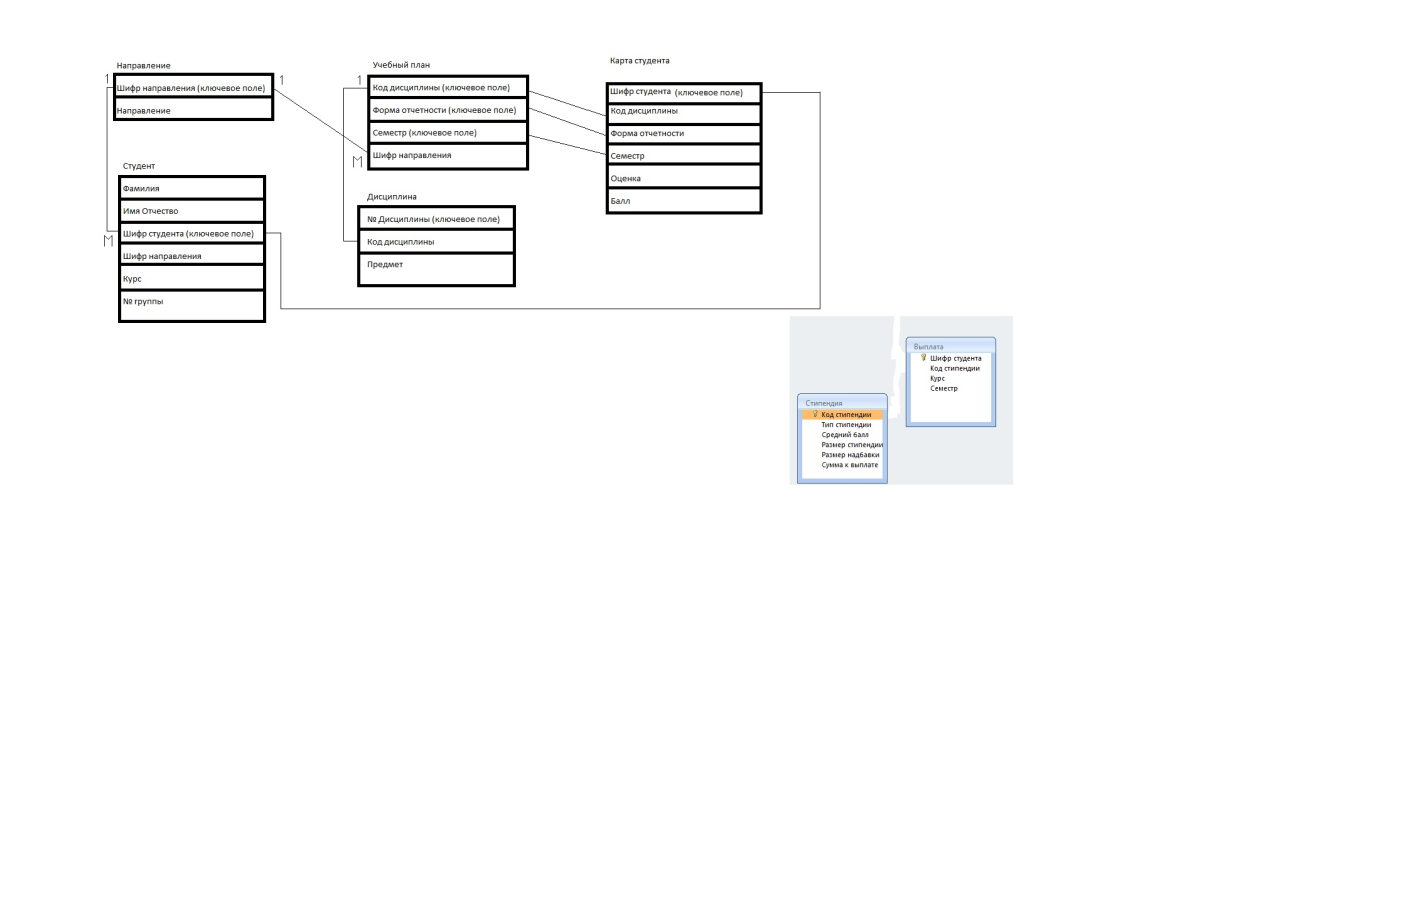 Направление
1
1
Шифр направления (ключевое поле)
Направление
Студент
Фамилия
Имя Отчество
Шифр студента (ключевое поле)
М
Шифр направления
Курс
№ группы
Учебный план
1
Код дисциплины (ключевое поле)
Форма отчетности (ключевое поле)
Семестр (ключевое поле)
Шифр направления
М
Дисциплина
№ Дисциплины (ключевое поле)
Код дисциплины
Предмет
Карта студента
Шифр студента (ключевое поле)
Код дисциплины
Форма отчетности
Семестр
Оценка
Балл
Выплата
Шифр студента
Код стипендии
Курс
Семестр
Стипендия
Код стипендии
Тип стипендии
Средний балл
Размер стипендии
Размер надбавки
Сумма к выплате